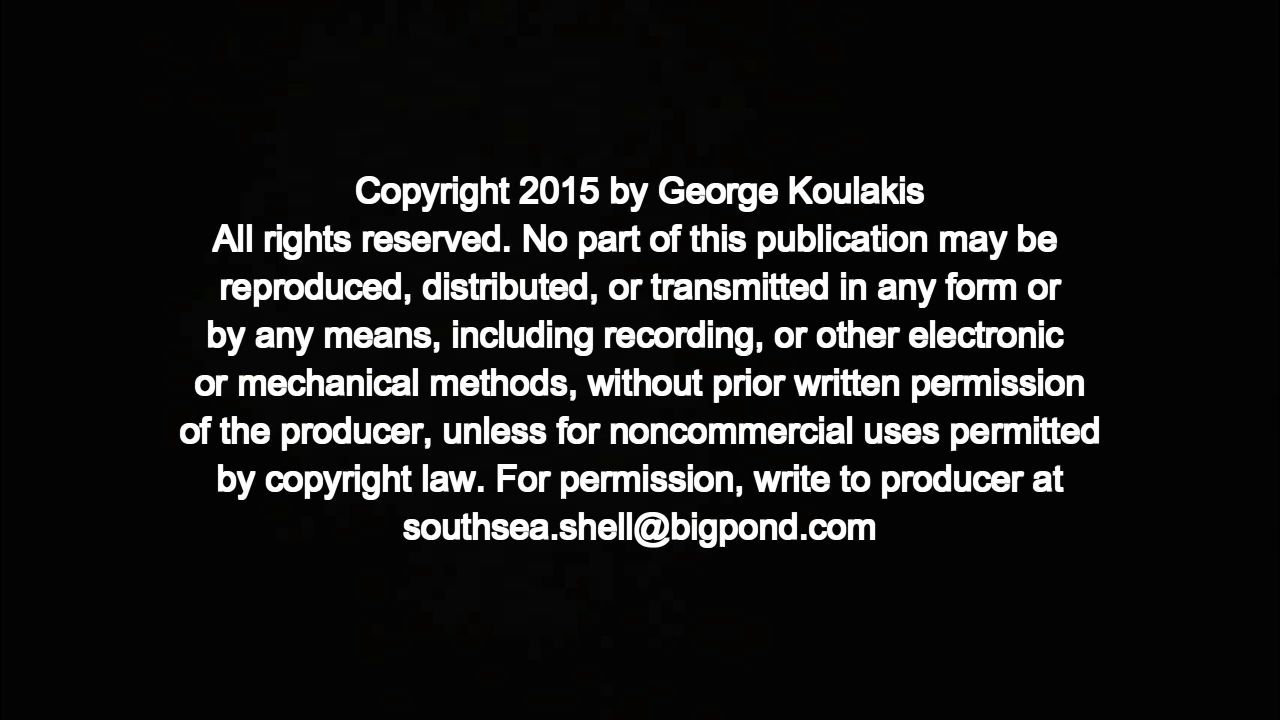 Copyright 2015 by George Koulakis
All rights reserved. No part of this publication may be
reproduced, distributed, or transmitted in any form or
by any means, including recording, or other electronic
or mechanical methods, without prior written permission
of the producer, unless for noncommercial uses permitted
by copyright law. For permission, write to producer at
southsea.shell@bigpond.com